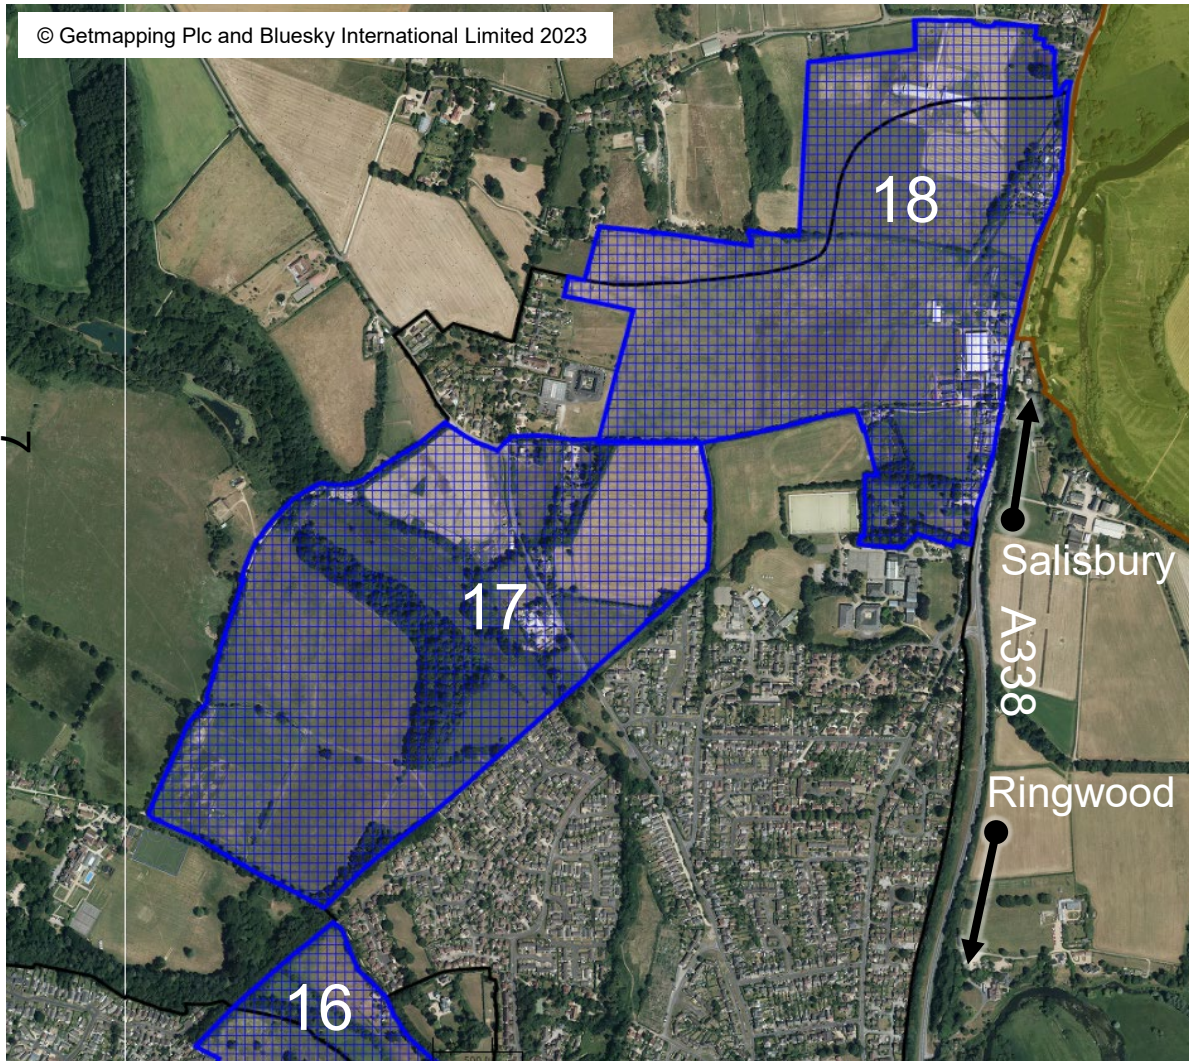 © Getmapping Plc and Bluesky International Limited 2023
18
17
Salisbury
A338
Ringwood
16